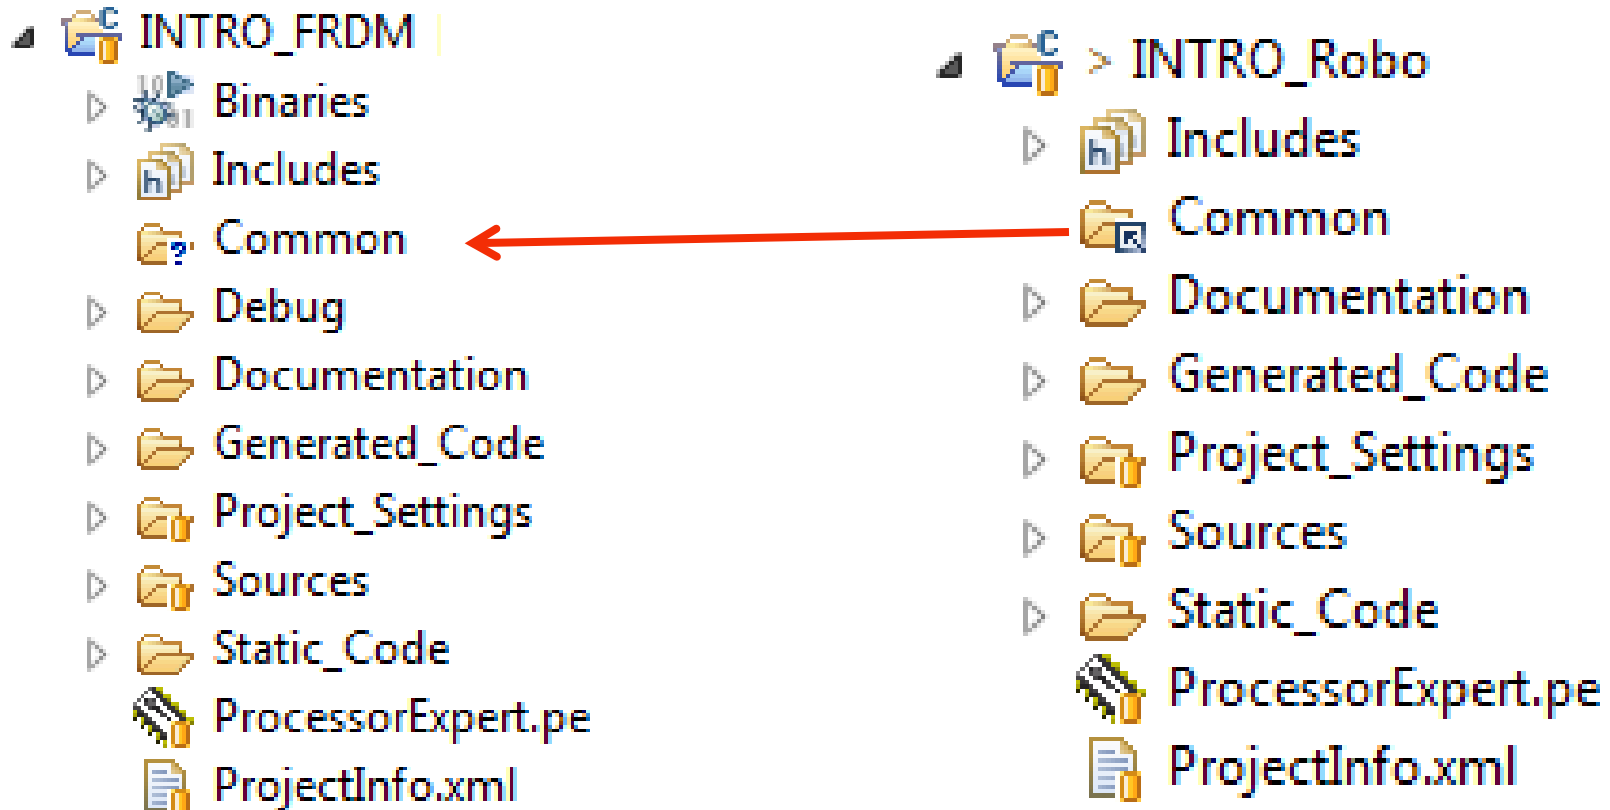 INTRO_FRDM
Binaries
Includes
Common
Debug
Documentation
Generated_Code
Project_Settings
Sources
Static_Code
ProcessorExpert.pe
ProjectInfo.xml
> INTRO_Robo
Includes
Common
Documentation
Generated_Code
Project_Settings
Sources
Static_Code
ProcessorExpert.pe
ProjectInfo.xml